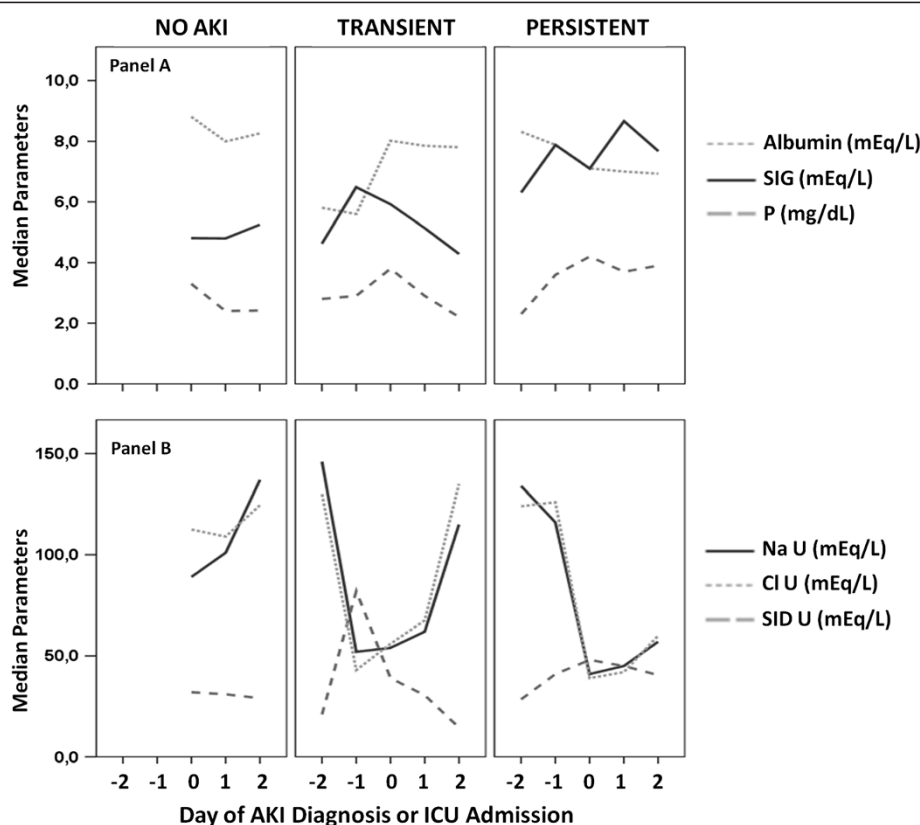 NO AKI TRANSIENT PERSISTENT
Panel A
10,0
8,0
6,0
4,0
2,0
0,0
Median Parameters
Albumin (mEq/L)
SIG (mEq/L)
P (mg/dL)
Panel B
150,0
100,0
50,0
0,0
Median Parameters
Na U (mEq/L)
Cl U (mEq/L)
SID U (mEq/L)
-2 -1 0 1 2 -2 -1 0 1 2 -2 -1 0 1 2
Day of AKI Diagnosis or ICU Admission